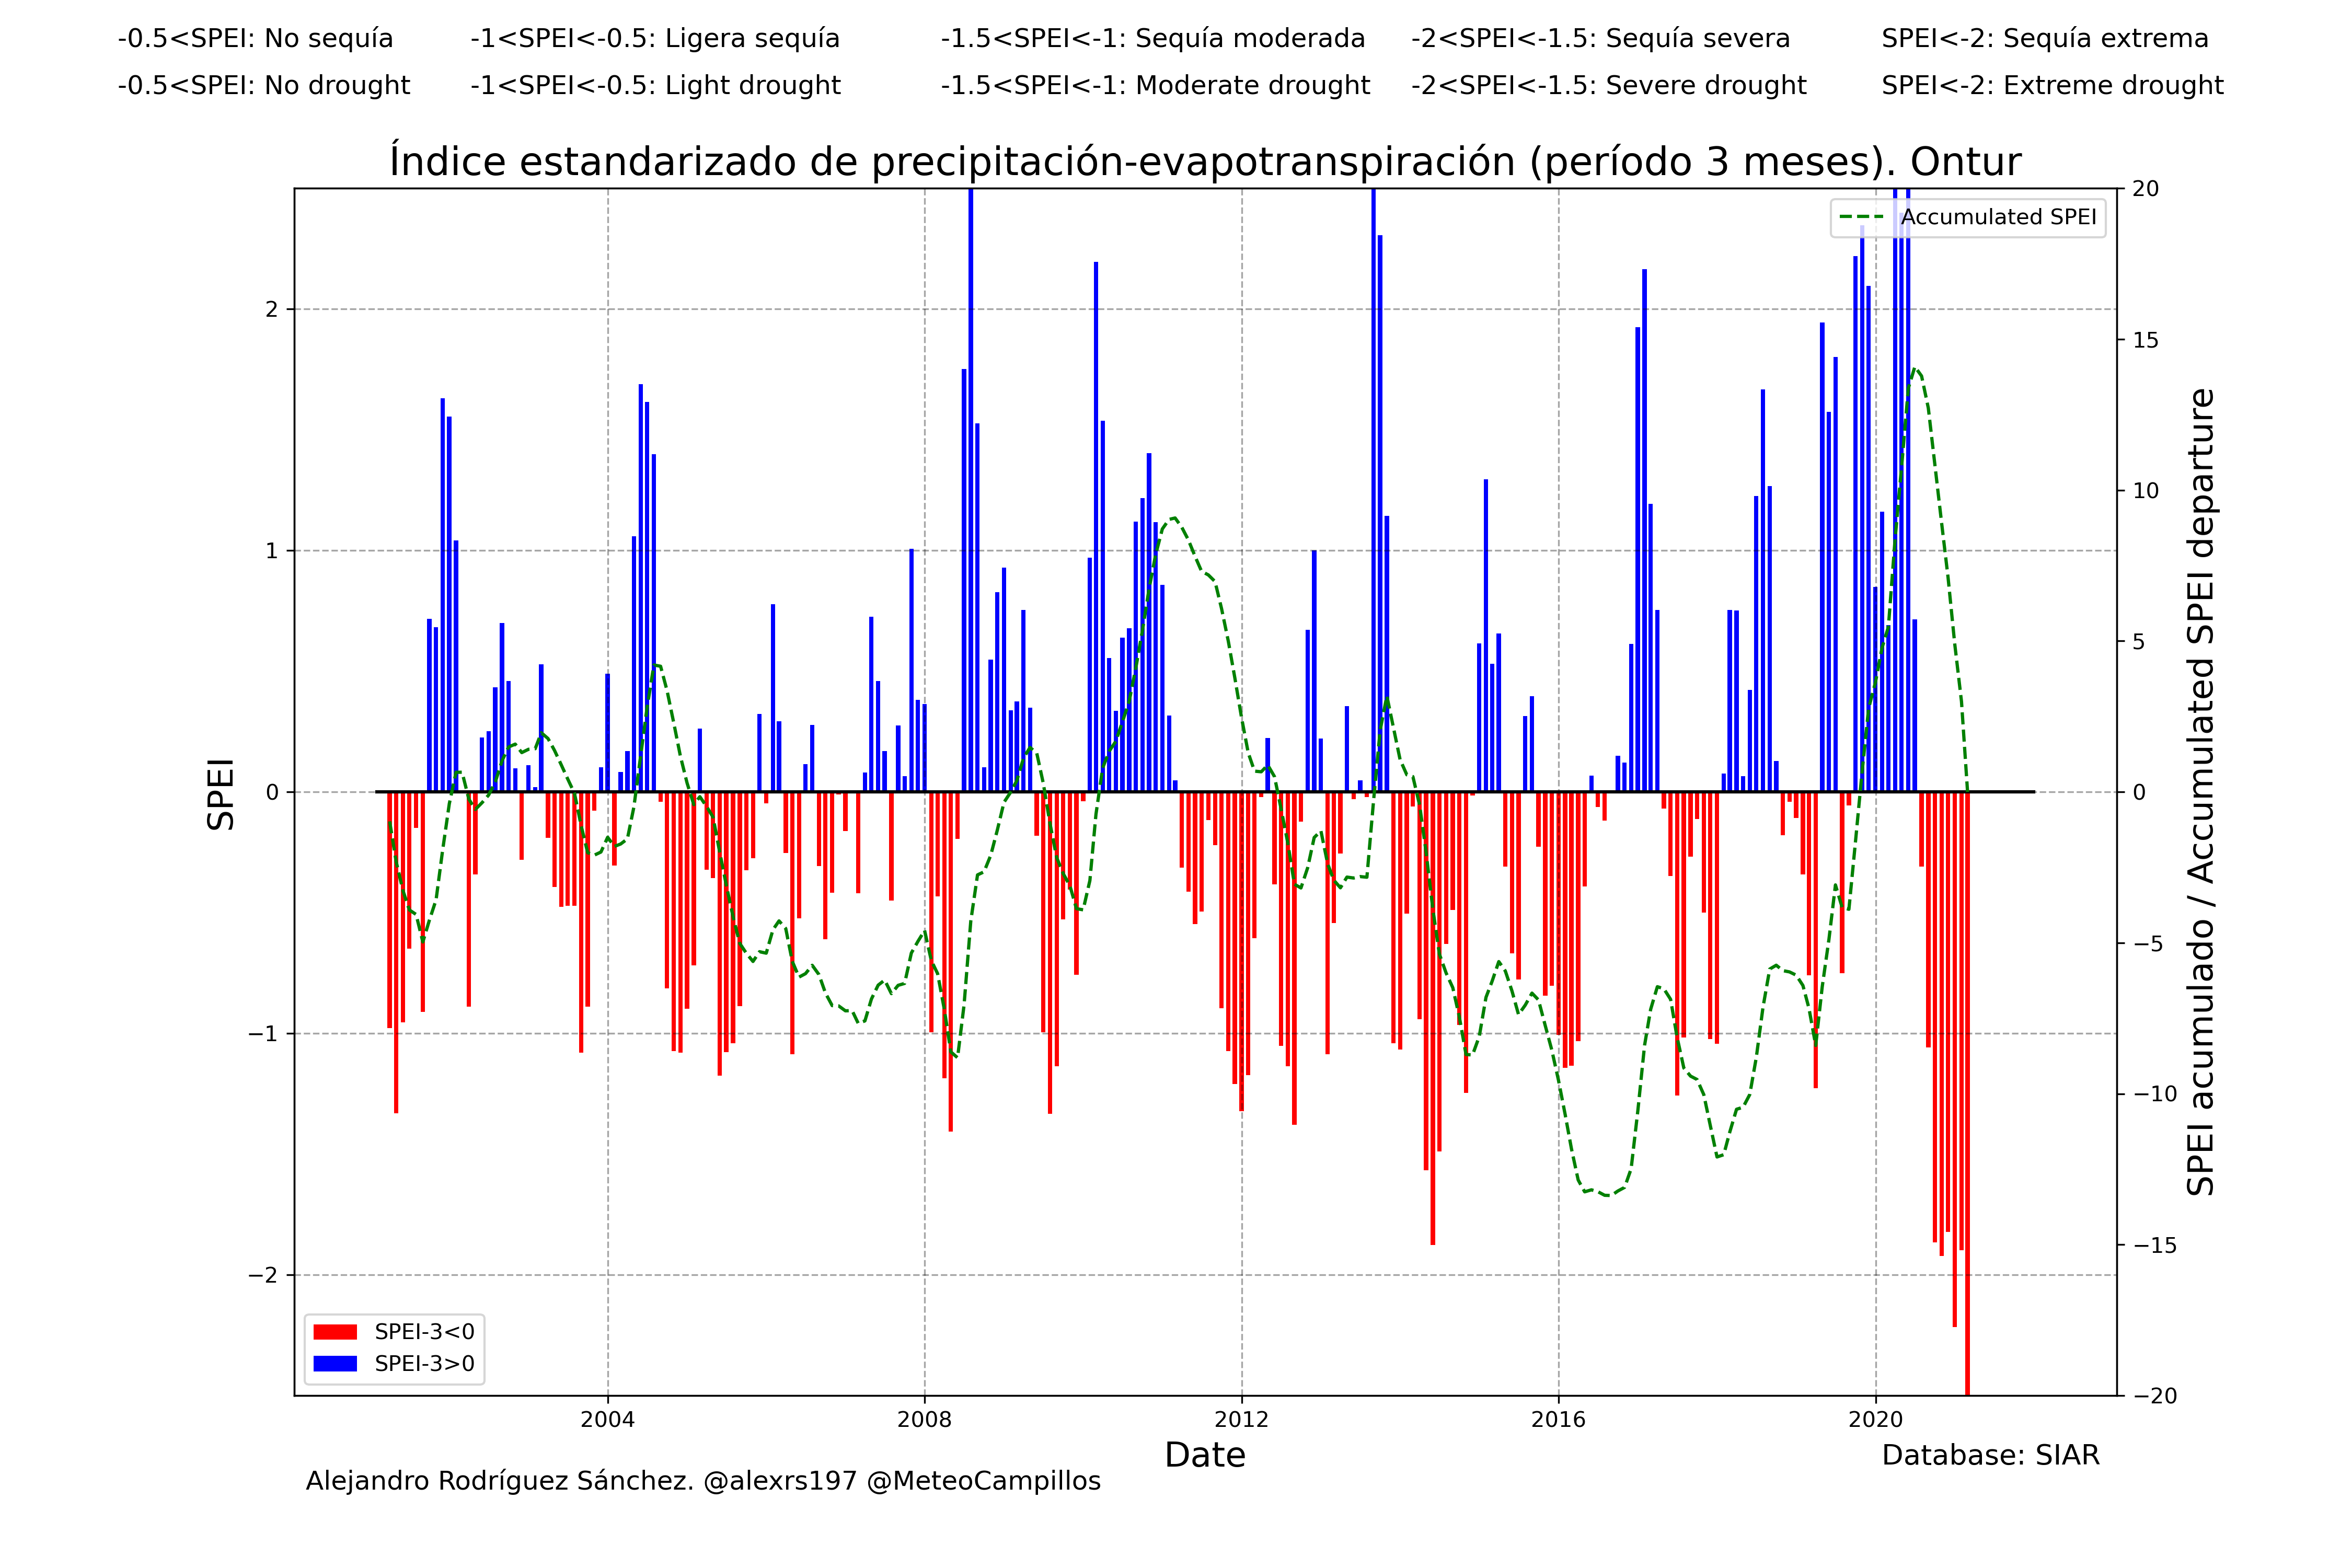 -0.5<SPEI: No sequía -1<SPEI<-0.5: Ligera sequía -1.5<SPEI<-1: Sequía moderada -2<SPEI<-1.5: Sequía severa SPEI<-2: Sequía extrema
-0.5<SPEI: No drought -1<SPEI<-0.5: Light drought -1.5<SPEI<-1: Moderate drought -2<SPEI<-1.5: Severe drought SPEI<-2: Extreme drought
Índice estandarizado de precipitación-evapotranspiración (período 3 meses). Ontur
SPEI
2
1
0
−1
−2
Accumulated SPEI
20
15
10
5
0
−5
−10
−15
−20
SPEI acumulado / Accumulated SPEI departure
SPEI-3<0
SPEI-3>0
2004 2008 2012 2016 2020
Date
Database: SIAR
Alejandro Rodríguez Sánchez. @alexrs197 @MeteoCampillos